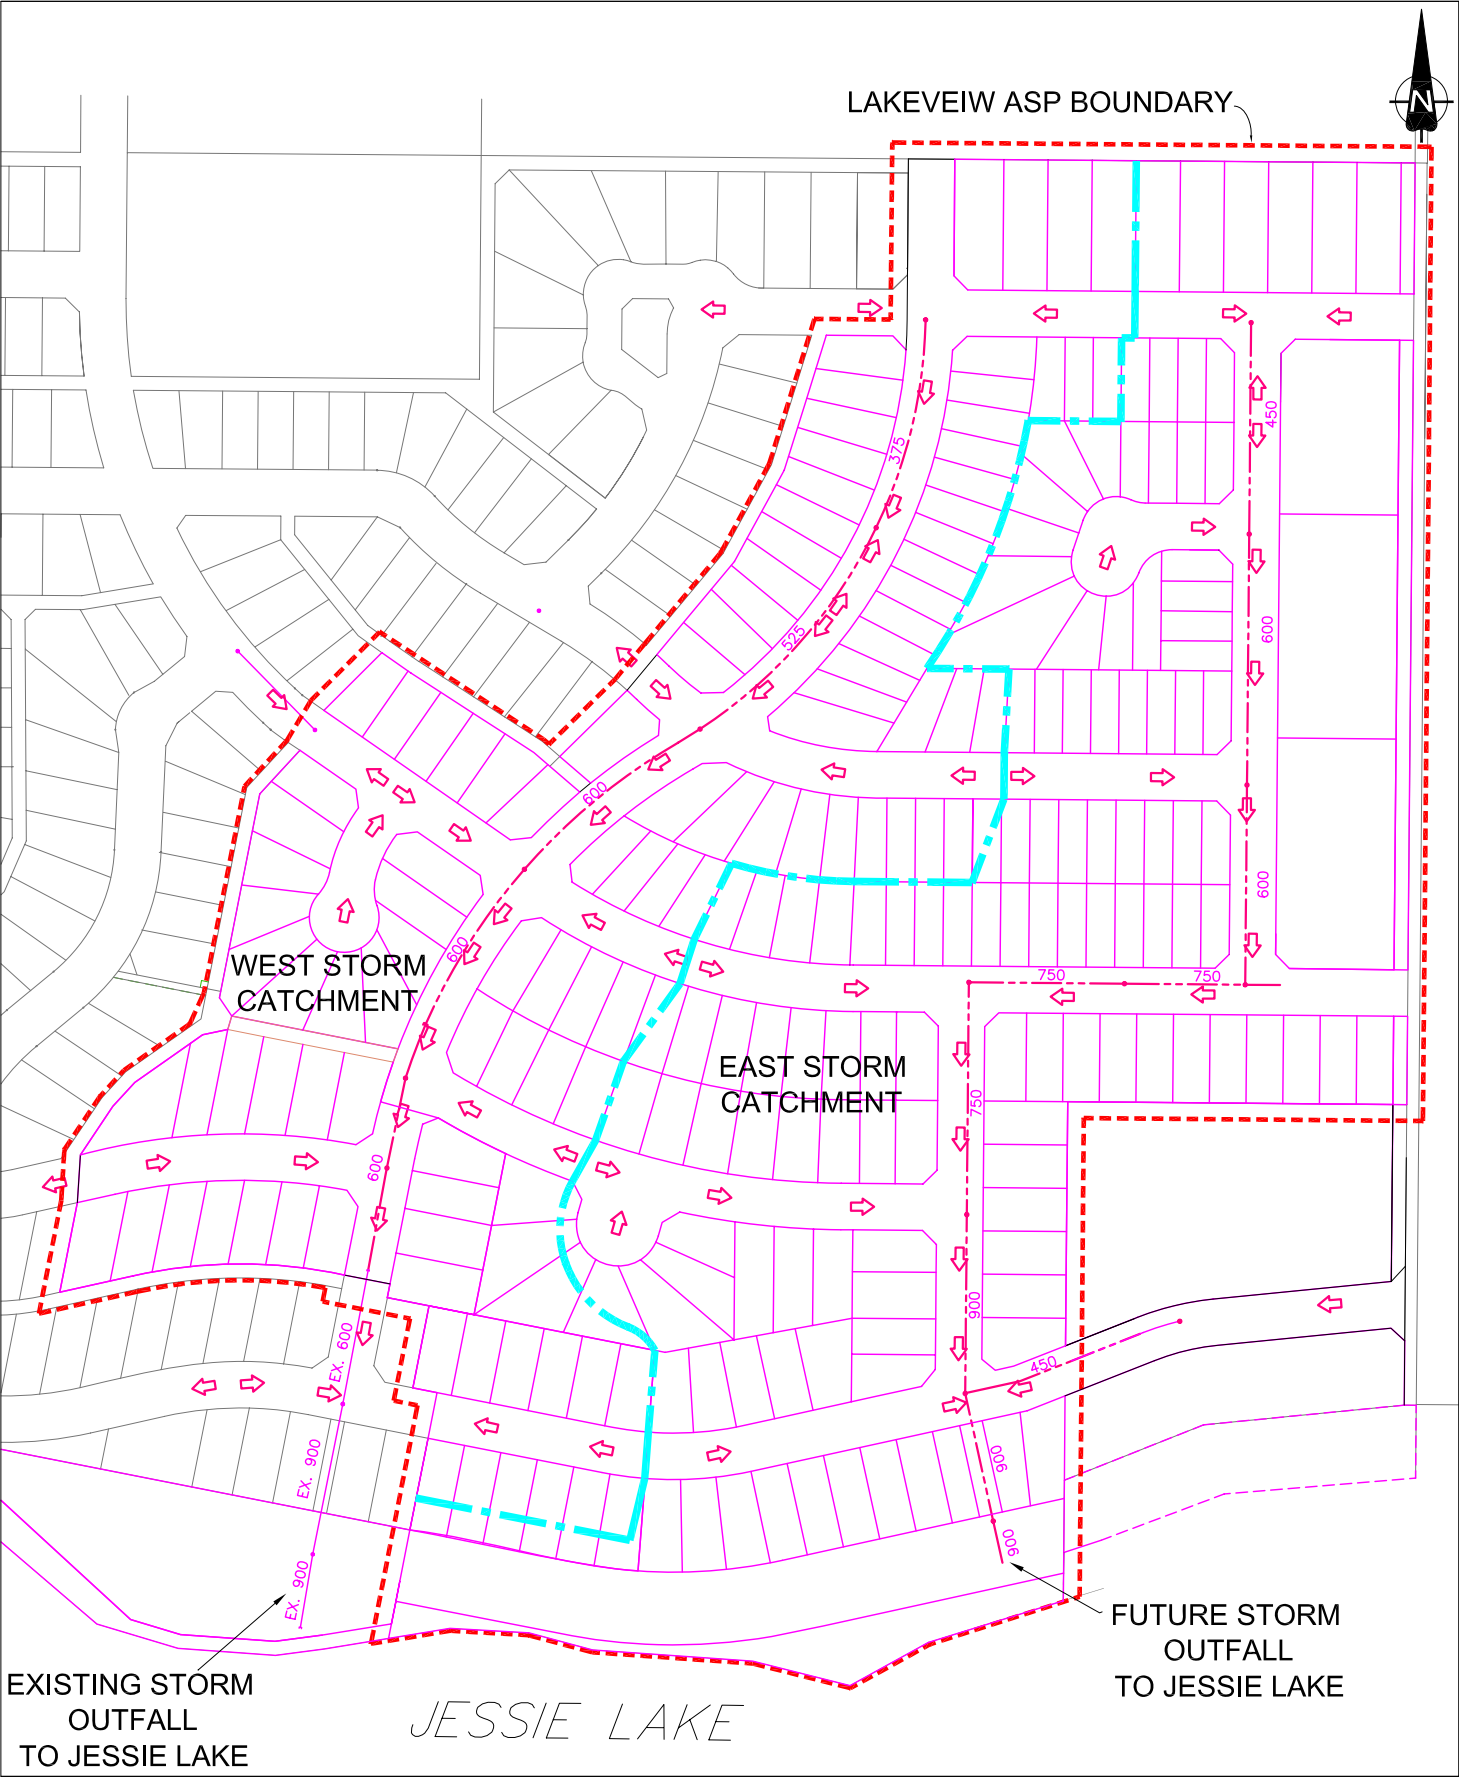 LAKEVEIW ASP BOUNDARY
N
450
375
525
600
600
600
600
WEST STORM
CATCHMENT
750
750
EAST STORM
CATCHMENT
750
600
900
EX. 600
450
EX. 900
900
EX. 900
900
EXISTING STORM
OUTFALL
TO JESSIE LAKE
JESSIE LAKE
FUTURE STORM
OUTFALL
TO JESSIE LAKE